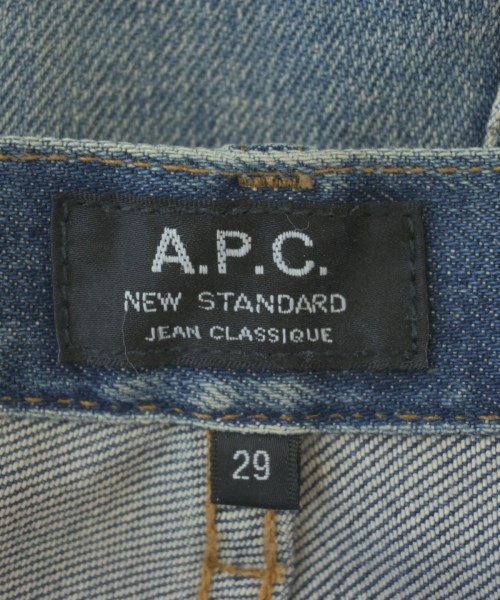 A.P.C.
NEW STANDARD
JEAN CLASSIQUE
29